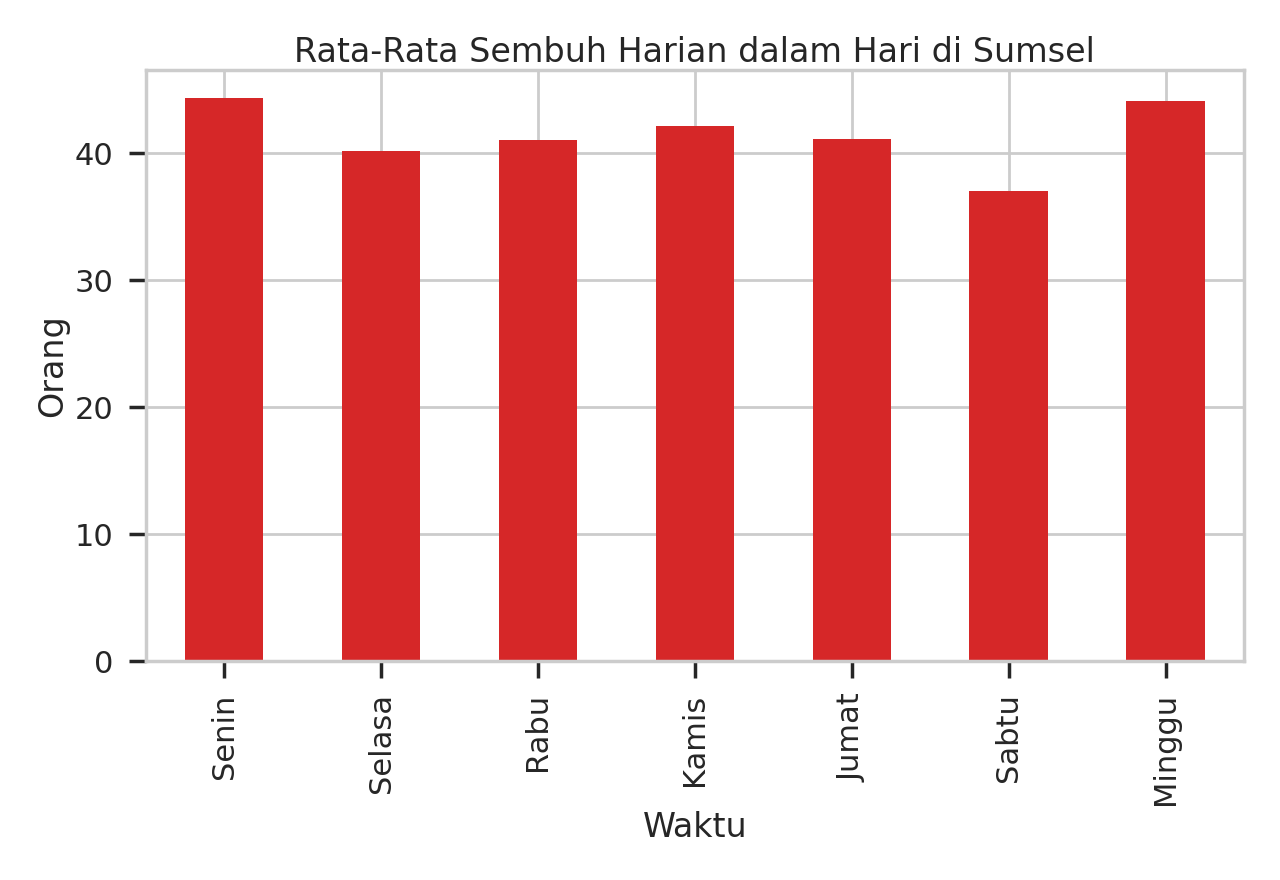 Rata-Rata Sembuh Harian dalam Hari di Sumsel
Orang
40
30
20
10
0
Senin
Selasa
Rabu
Kamis
Jumat
Sabtu
Minggu
Waktu